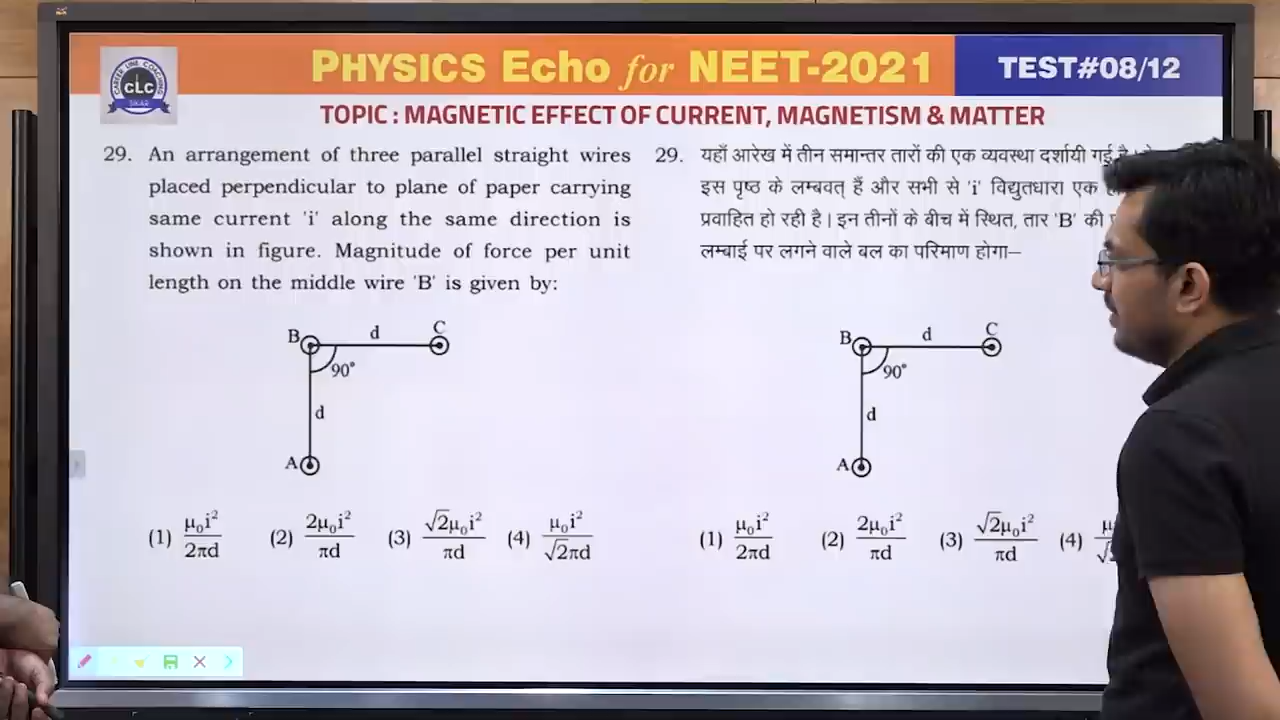 CAREER LINE COACHING
CLC
SIKAR
PHYSICS Echo for NEET-2021
TEST#08/12
TOPIC : MAGNETIC EFFECT OF CURRENT, MAGNETISM & MATTER
29. An arrangement of three parallel straight wires
placed perpendicular to plane of paper carrying
same current 'i' along the same direction is
shown in figure. Magnitude of force per unit
length on the middle wire 'B' is given by:
B d C
90°
d
A
(1) μ₀i²/2πd (2) 2μ₀i²/πd (3) √2μ₀i²/πd (4) μ₀i²/√2πd
29. यहाँ आरेख में तीन समान्तर तारों की एक व्यवस्था दर्शायी गई है।
इस पृष्ठ के लम्बवत् हैं और सभी से 'i' विद्युतधारा एक
प्रवाहित हो रही है। इन तीनों के बीच में स्थित, तार 'B' की
लम्बाई पर लगने वाले बल का परिमाण होगा–
B d C
90°
d
A
(1) μ₀i²/2πd (2) 2μ₀i²/πd (3) √2μ₀i²/πd (4)